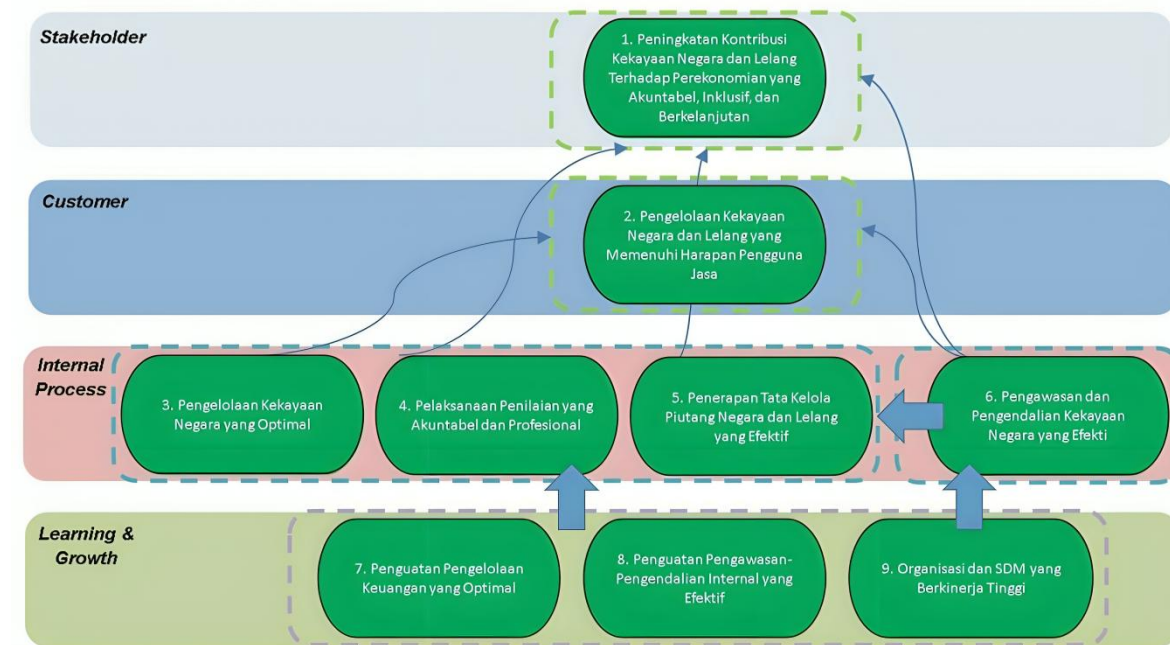 Stakeholder
1. Peningkatan Kontribusi
Kekayaan Negara dan Lelang
Terhadap Perekonomian yang
Akuntabel, Inklusif, dan
Berkelanjutan
Customer
2. Pengelolaan Kekayaan
Negara dan Lelang yang
Memenuhi Harapan Pengguna
Jasa
Internal
Process
3. Pengelolaan Kekayaan
Negara yang Optimal
4. Pelaksanaan Penilaian yang
Akuntabel dan Profesional
5. Penerapan Tata Kelola
Piutang Negara dan Lelang
yang Efektif
6. Pengawasan dan
Pengendalian Kekayaan
Negara yang Efekti
Learning &
Growth
7. Penguatan Pengelolaan
Keuangan yang Optimal
8. Penguatan Pengawasan-
Pengendalian Internal yang
Efektif
9. Organisasi dan SDM yang
Berkinerja Tinggi